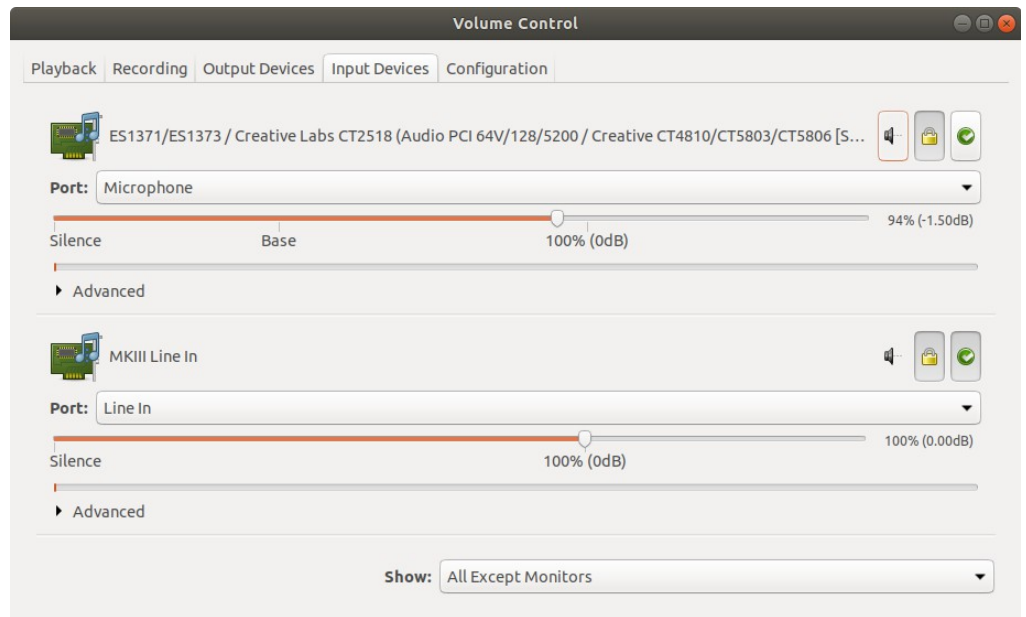 Volume Control
Playback Recording Output Devices Input Devices Configuration
ES1371/ES1373 / Creative Labs CT2518 (Audio PCI 64V/128/5200 / Creative CT4810/CT5803/CT5806 [S...
Port: Microphone
94% (-1.50dB)
Silence Base 100% (0dB)
Advanced
MKIII Line In
Port: Line In
100% (0.00dB)
Silence 100% (0dB)
Advanced
Show: All Except Monitors